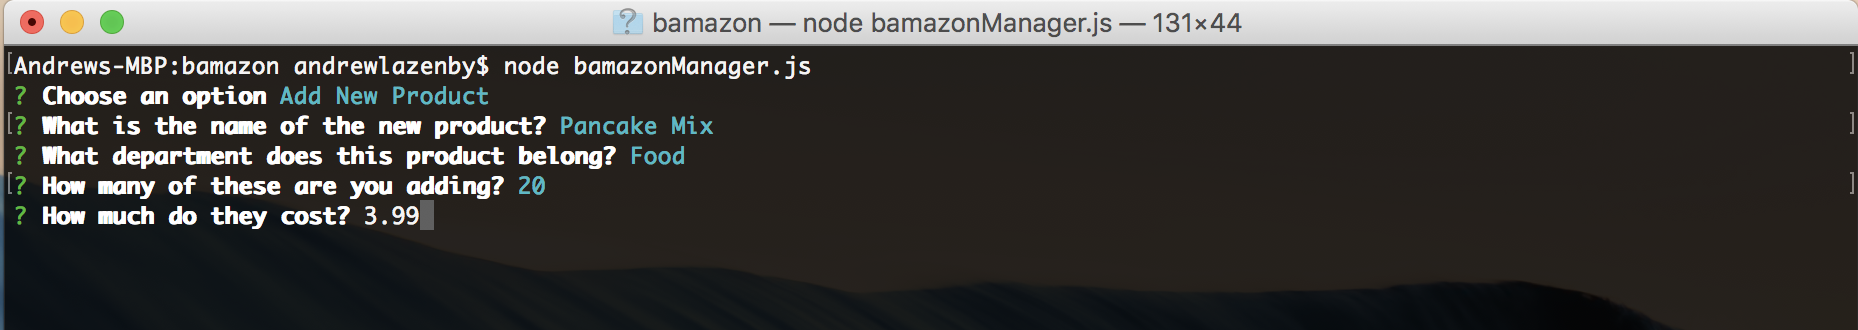 bamazon — node bamazonManager.js — 131×44
[Andrews-MBP:bamazon andrewlazenby$ node bamazonManager.js ]
? Choose an option Add New Product
[? What is the name of the new product? Pancake Mix ]
? What department does this product belong? Food
[? How many of these are you adding? 20 ]
? How much do they cost? 3.99